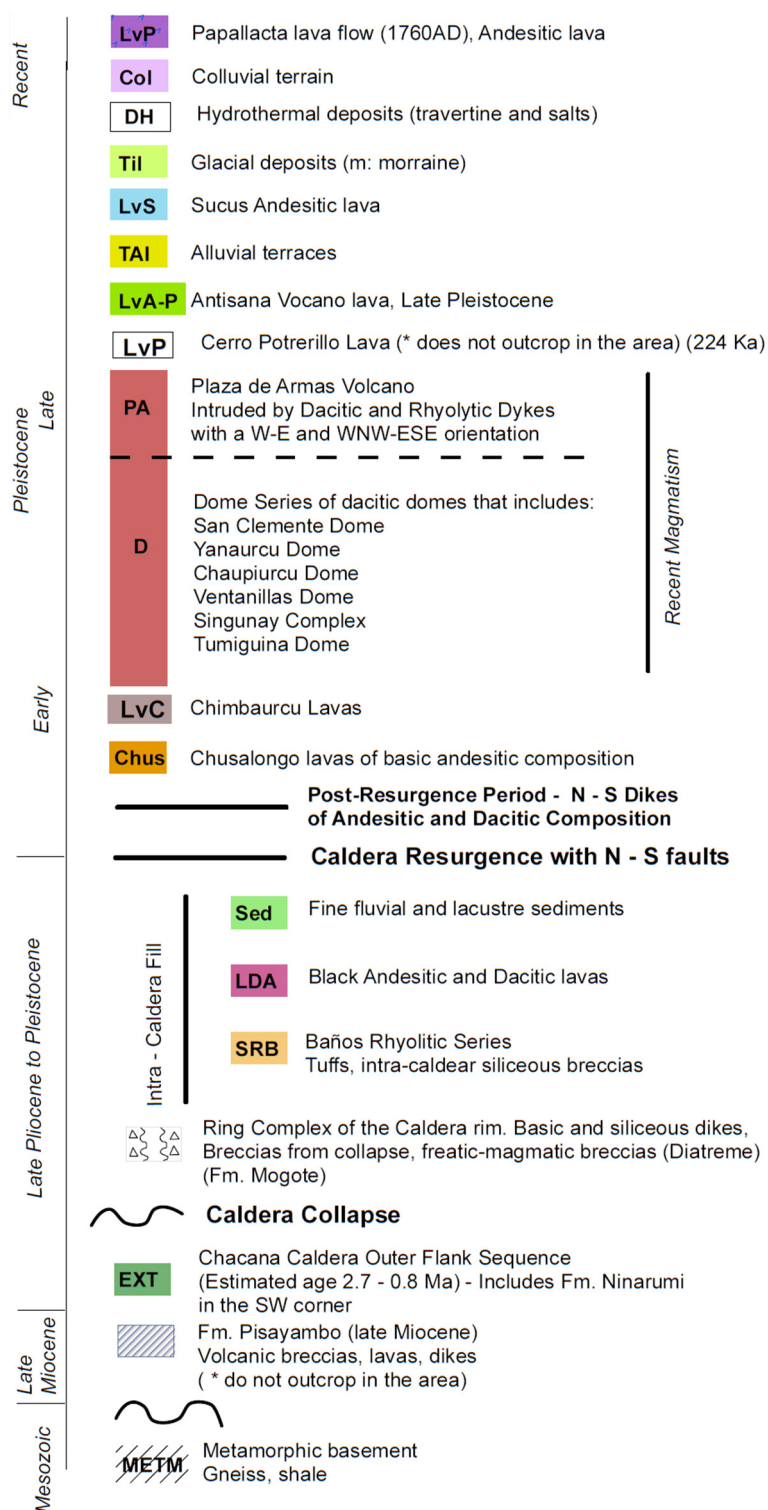 Recent
LvP Papallacta lava flow (1760AD), Andesitic lava
Col Colluvial terrain
DH Hydrothermal deposits (travertine and salts)
Til Glacial deposits (m: morraine)
LvS Sucus Andesitic lava
TAl Alluvial terraces
LvA-P Antisana Vocano lava, Late Pleistocene
LvP Cerro Potrerillo Lava (* does not outcrop in the area) (224 Ka)
Pleistocene
Late
PA
Plaza de Armas Volcano
Intruded by Dacitic and Rhyolytic Dykes
with a W-E and WNW-ESE orientation
D
Dome Series of dacitic domes that includes:
San Clemente Dome
Yanaurcu Dome
Chaupiurcu Dome
Ventanillas Dome
Singunay Complex
Tumiguina Dome
Recent Magmatism
Early
LvC Chimbaurcu Lavas
Chus Chusalongo lavas of basic andesitic composition
Post-Resurgence Period - N - S Dikes
of Andesitic and Dacitic Composition
Caldera Resurgence with N - S faults
Late Pliocene to Pleistocene
Intra - Caldera Fill
Sed Fine fluvial and lacustre sediments
LDA Black Andesitic and Dacitic lavas
SRB Baños Rhyolitic Series
Tuffs, intra-caldear siliceous breccias
Ring Complex of the Caldera rim. Basic and siliceous dikes,
Breccias from collapse, freatic-magmatic breccias (Diatreme)
(Fm. Mogote)
Caldera Collapse
EXT
Chacana Caldera Outer Flank Sequence
(Estimated age 2.7 - 0.8 Ma) - Includes Fm. Ninarumi
in the SW corner
Late
Miocene
Fm. Pisayambo (late Miocene)
Volcanic breccias, lavas, dikes
( * do not outcrop in the area)
Mesozoic
METM
Metamorphic basement
Gneiss, shale